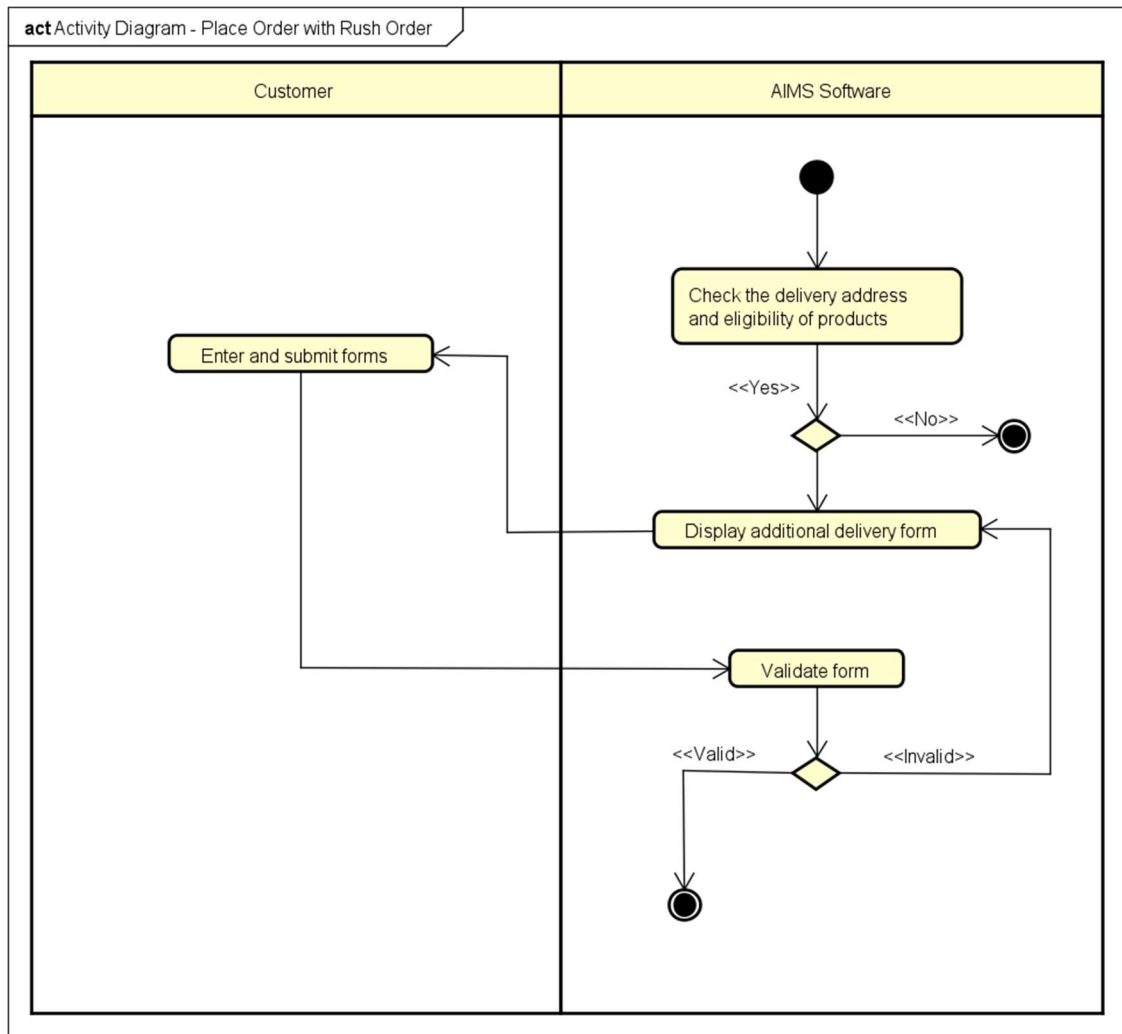 act Activity Diagram - Place Order with Rush Order
Customer
AIMS Software
Check the delivery address
and eligibility of products
Enter and submit forms
<<Yes>>
<<No>>
Display additional delivery form
Validate form
<<Valid>>
<<Invalid>>